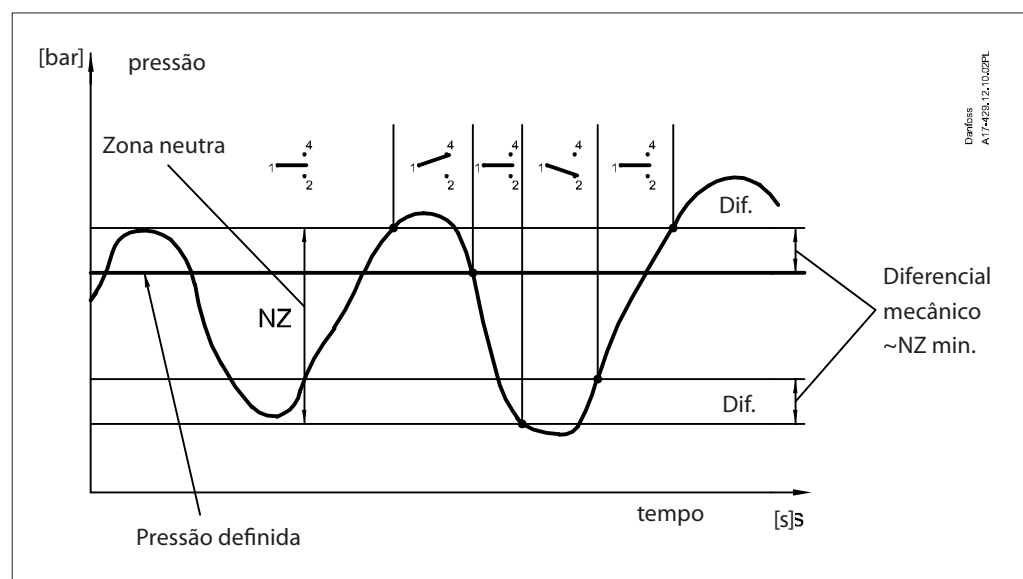 [bar]
pressão
Danfoss
A17-429.12.10.02PL
Zona neutra
1 4 2
1 4 2
1 4 2
1 4 2
1 4 2
Dif.
NZ
Diferencial
mecânico
~NZ min.
Dif.
tempo
[s]s
Pressão definida